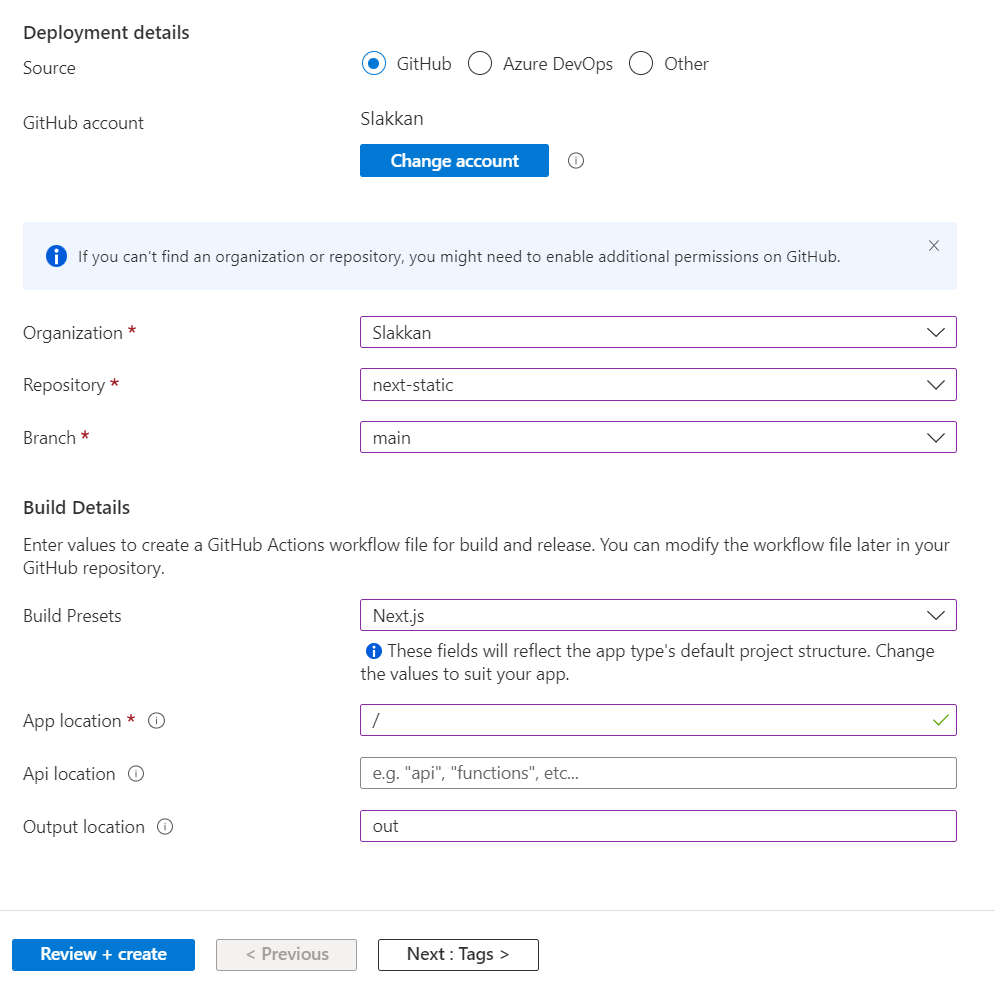 Deployment details
Source
GitHub Azure DevOps Other
GitHub account
Slakkan
Change account
If you can't find an organization or repository, you might need to enable additional permissions on GitHub.
Organization *
Slakkan
Repository *
next-static
Branch *
main
Build Details
Enter values to create a GitHub Actions workflow file for build and release. You can modify the workflow file later in your
GitHub repository.
Build Presets
Next.js
These fields will reflect the app type's default project structure. Change
the values to suit your app.
App location *
/
Api location
e.g. "api", "functions", etc...
Output location
out
Review + create
< Previous
Next : Tags >